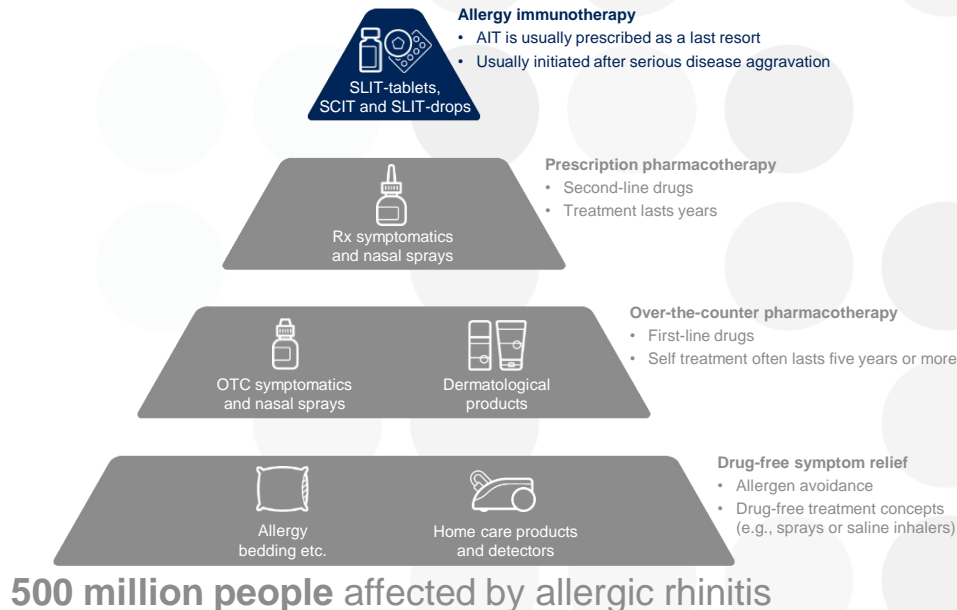 Allergy immunotherapy
• AIT is usually prescribed as a last resort
• Usually initiated after serious disease aggravation
SLIT-tablets,
SCIT and SLIT-drops
Prescription pharmacotherapy
• Second-line drugs
• Treatment lasts years
Rx symptomatics
and nasal sprays
Over-the-counter pharmacotherapy
• First-line drugs
• Self treatment often lasts five years or more
OTC symptomatics
and nasal sprays
Dermatological
products
Drug-free symptom relief
• Allergen avoidance
• Drug-free treatment concepts
(e.g., sprays or saline inhalers)
Allergy
bedding etc.
Home care products
and detectors
500 million people affected by allergic rhinitis